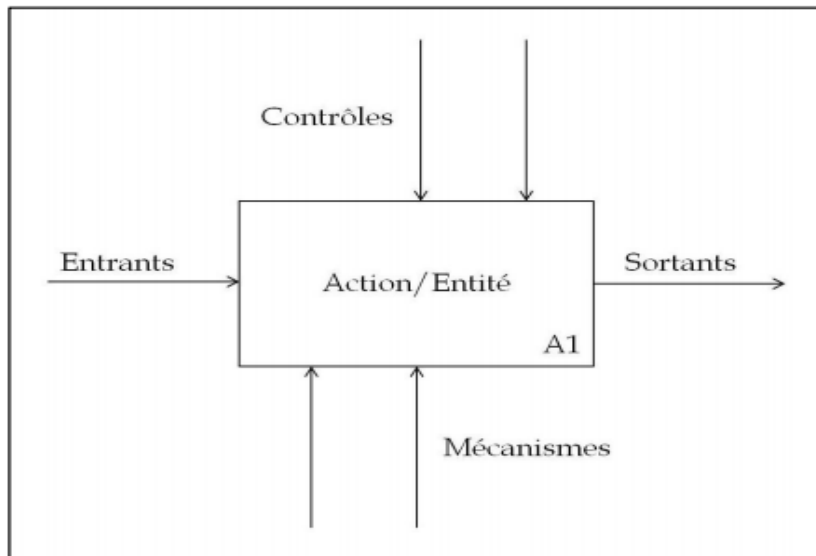 Contrôles
Entrants
Action/Entité
Sortants
A1
Mécanismes